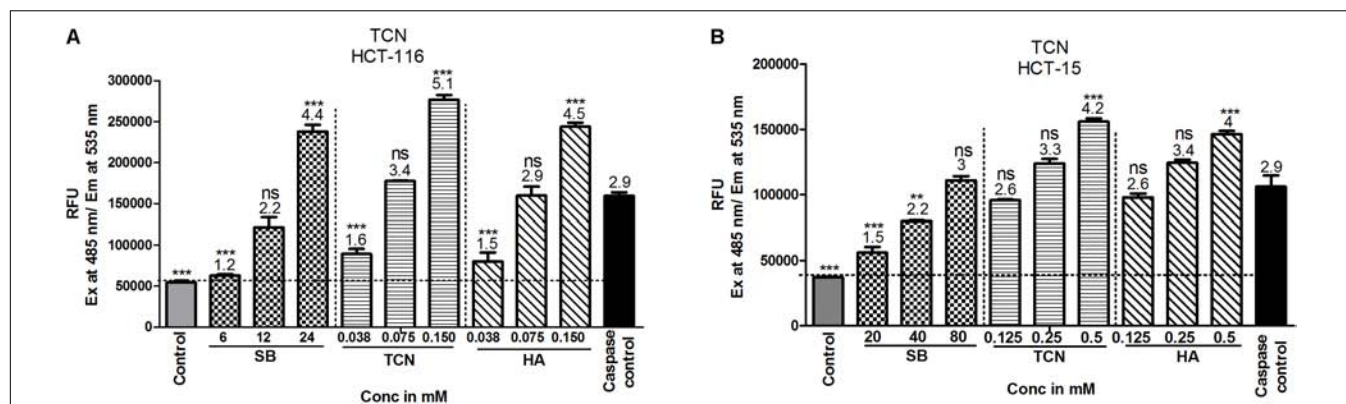 A
TCN
HCT-116
RFU
Ex at 485 nm/ Em at 535 nm
300000
250000
200000
150000
100000
50000
0
***
***
1.2
ns
2.2
***
4.4
***
1.6
ns
3.4
***
5.1
***
1.5
ns
2.9
***
4.5
2.9
Control
6 12 24
SB
0.038 0.075 0.150
TCN
0.038 0.075 0.150
HA
Caspase
control
Conc in mM
B
TCN
HCT-15
RFU
Ex at 485 nm/ Em at 535 nm
200000
150000
100000
50000
0
***
***
1.5
**
2.2
ns
3
ns
2.6
ns
3.3
***
4.2
ns
2.6
ns
3.4
***
4
2.9
Control
20 40 80
SB
0.125 0.25 0.5
TCN
0.125 0.25 0.5
HA
Caspase
control
Conc in mM